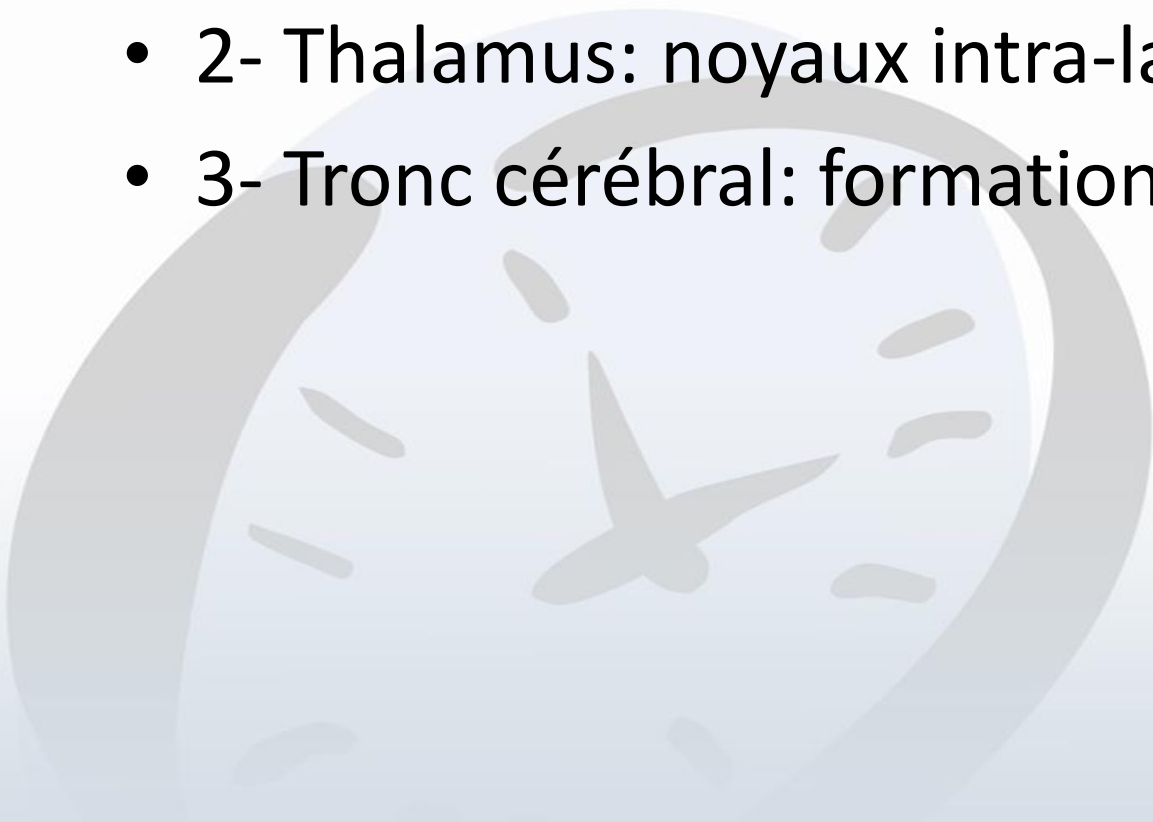 • 2- Thalamus: noyaux intra-la
• 3- Tronc cérébral: formation